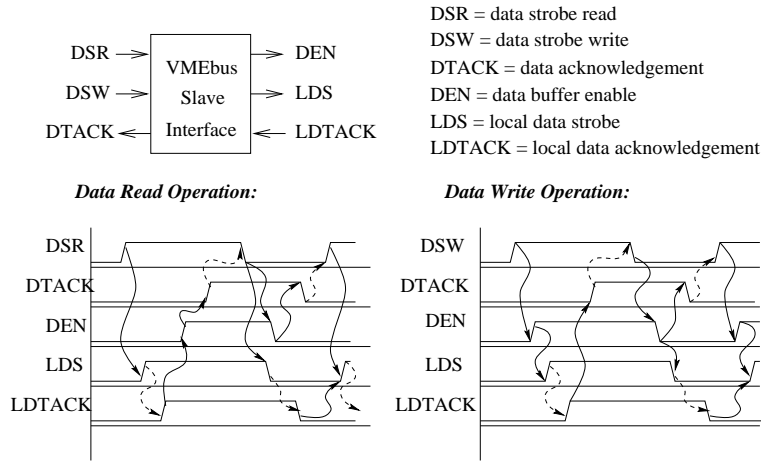 DSR
DSW
DTACK
VMEbus
Slave
Interface
DEN
LDS
LDTACK
DSR = data strobe read
DSW = data strobe write
DTACK = data acknowledgement
DEN = data buffer enable
LDS = local data strobe
LDTACK = local data acknowledgement
Data Read Operation:
DSR
DTACK
DEN
LDS
LDTACK
Data Write Operation:
DSW
DTACK
DEN
LDS
LDTACK